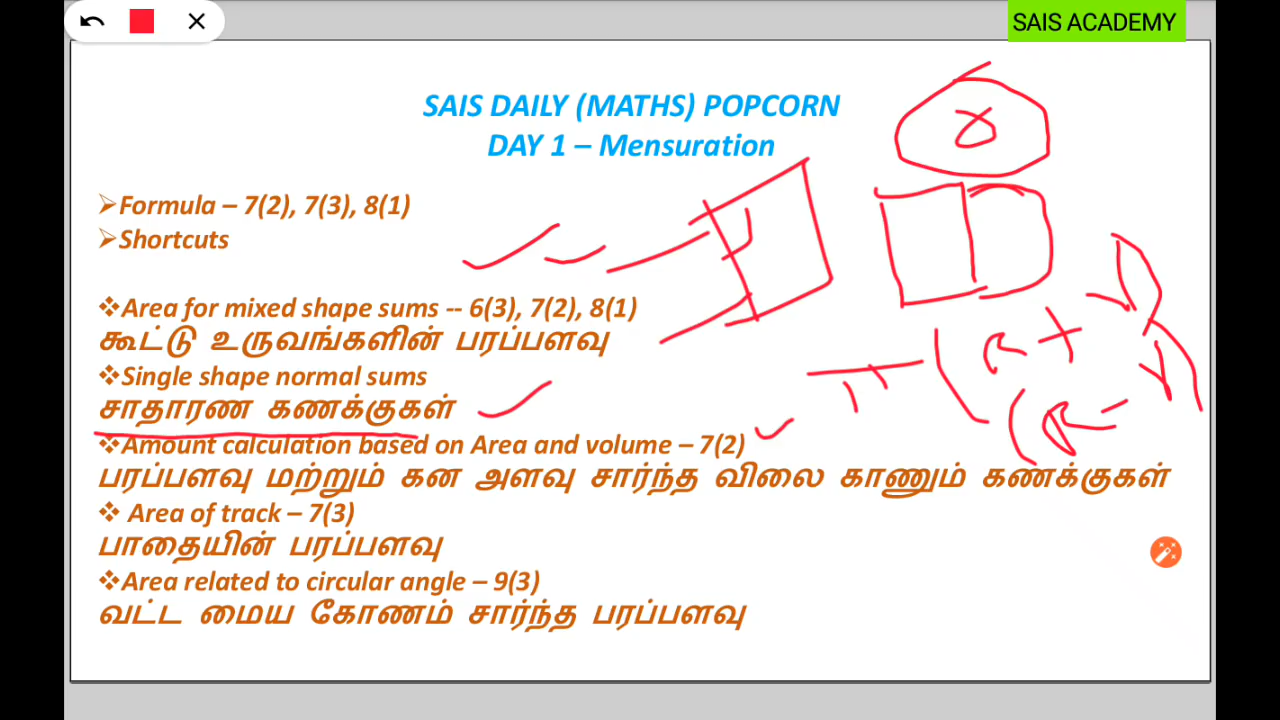 SAIS ACADEMY
SAIS DAILY (MATHS) POPCORN
DAY 1 – Mensuration
Formula – 7(2), 7(3), 8(1)
Shortcuts
Area for mixed shape sums -- 6(3), 7(2), 8(1)
கூட்டு உருவங்களின் பரப்பளவு
Single shape normal sums
சாதாரண கணக்குகள்
Amount calculation based on Area and volume – 7(2)
பரப்பளவு மற்றும் கன அளவு சார்ந்த விலை காணும் கணக்குகள்
Area of track – 7(3)
பாதையின் பரப்பளவு
Area related to circular angle – 9(3)
வட்ட மைய கோணம் சார்ந்த பரப்பளவு